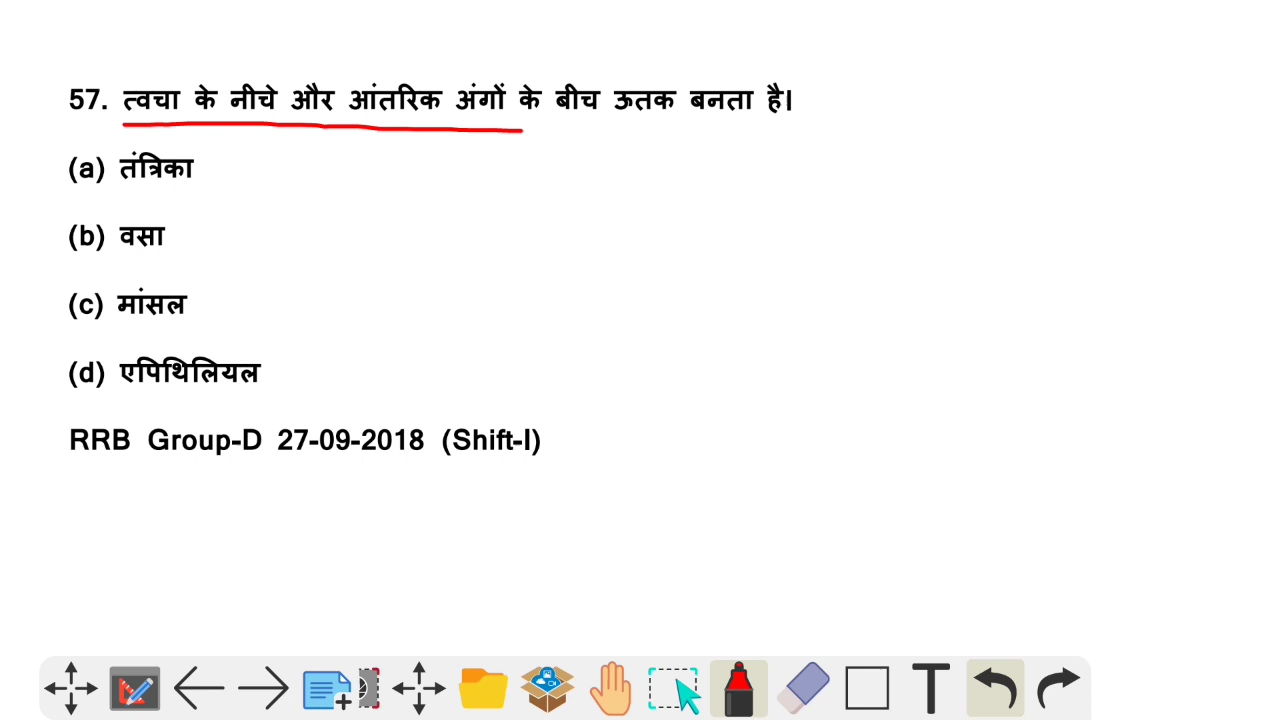 57. त्वचा के नीचे और आंतरिक अंगों के बीच ऊतक बनता है।
(a) तंत्रिका
(b) वसा
(c) मांसल
(d) एपिथिलियल
RRB Group-D 27-09-2018 (Shift-I)
T